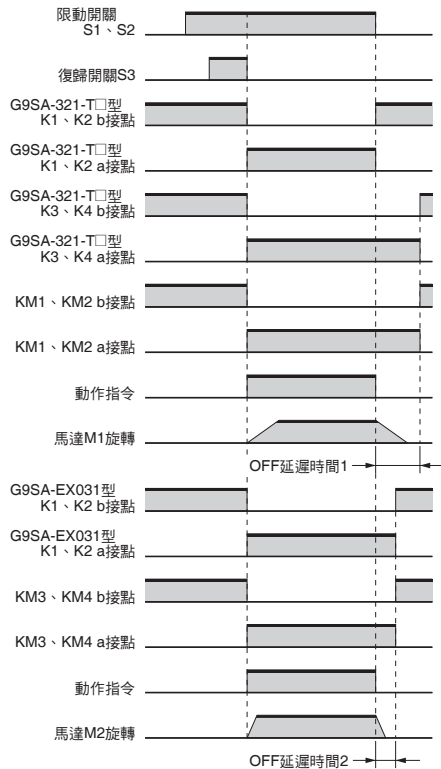 限動開關
S1、S2
復歸開關S3
G9SA-321-T□型
K1、K2 b接點
G9SA-321-T□型
K1、K2 a接點
G9SA-321-T□型
K3、K4 b接點
G9SA-321-T□型
K3、K4 a接點
KM1、KM2 b接點
KM1、KM2 a接點
動作指令
馬達M1旋轉
OFF延遲時間1
G9SA-EX031型
K1、K2 b接點
G9SA-EX031型
K1、K2 a接點
KM3、KM4 b接點
KM3、KM4 a接點
動作指令
馬達M2旋轉
OFF延遲時間2